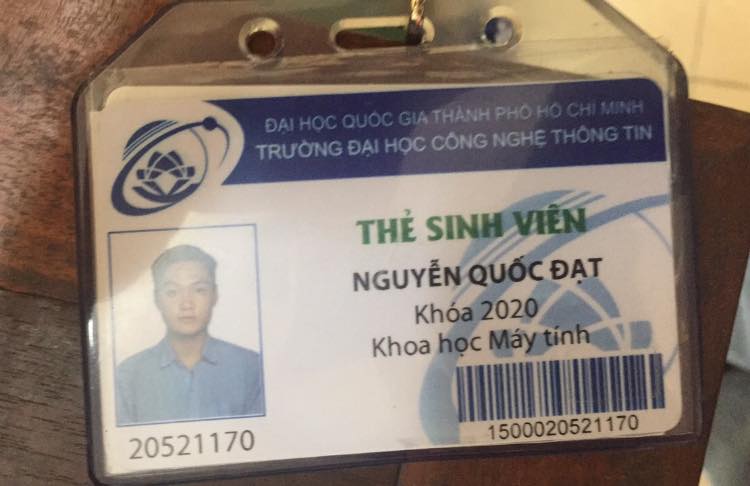 ĐẠI HỌC QUỐC GIA THÀNH PHỐ HỒ CHÍ MINH
TRƯỜNG ĐẠI HỌC CÔNG NGHỆ THÔNG TIN
THẺ SINH VIÊN
NGUYỄN QUỐC ĐẠT
Khóa 2020
Khoa học Máy tính
20521170
1500020521170